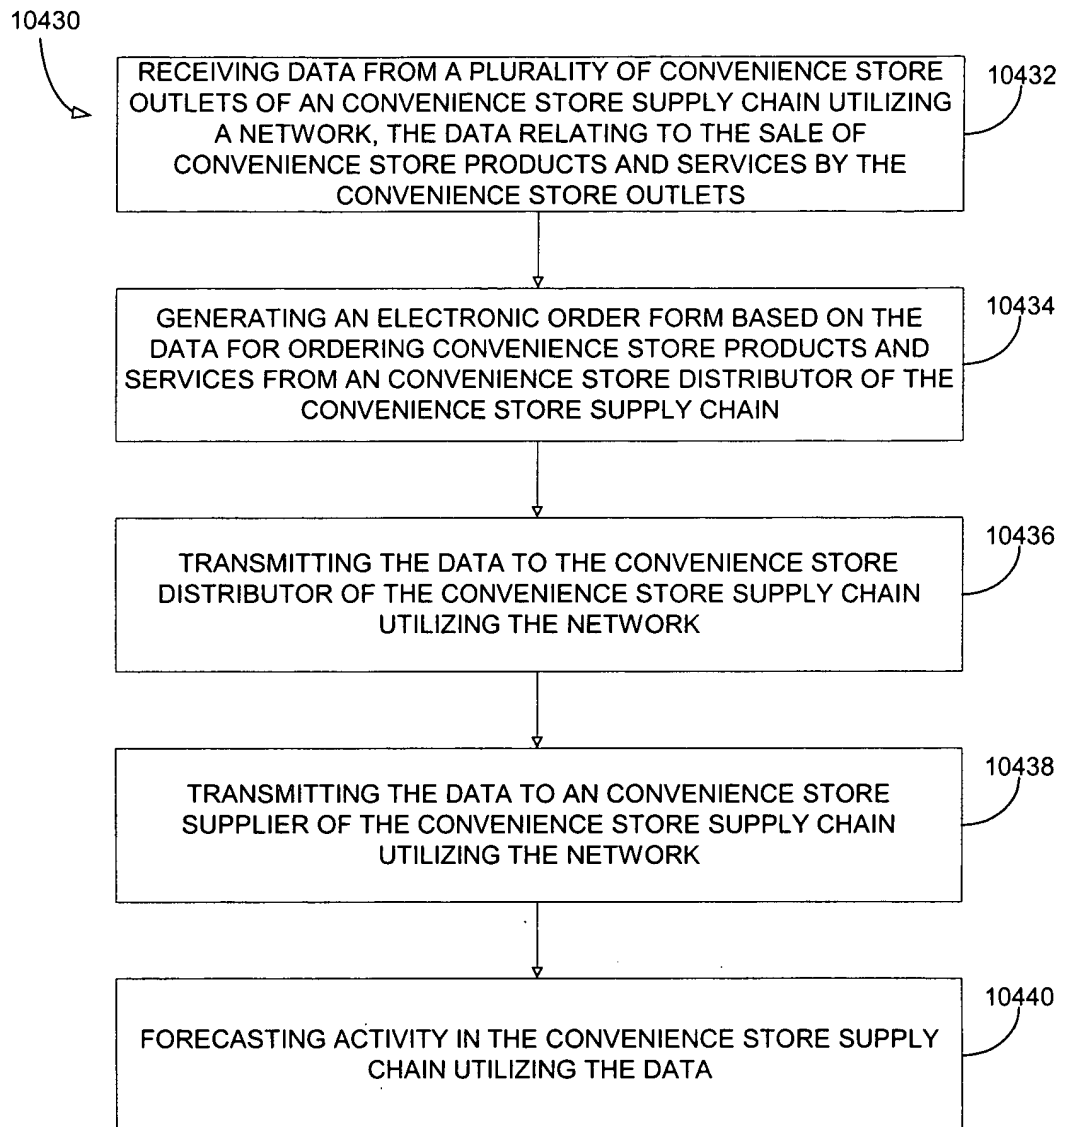 10430
RECEIVING DATA FROM A PLURALITY OF CONVENIENCE STORE
OUTLETS OF AN CONVENIENCE STORE SUPPLY CHAIN UTILIZING
A NETWORK, THE DATA RELATING TO THE SALE OF
CONVENIENCE STORE PRODUCTS AND SERVICES BY THE
CONVENIENCE STORE OUTLETS
10432
GENERATING AN ELECTRONIC ORDER FORM BASED ON THE
DATA FOR ORDERING CONVENIENCE STORE PRODUCTS AND
SERVICES FROM AN CONVENIENCE STORE DISTRIBUTOR OF THE
CONVENIENCE STORE SUPPLY CHAIN
10434
TRANSMITTING THE DATA TO THE CONVENIENCE STORE
DISTRIBUTOR OF THE CONVENIENCE STORE SUPPLY CHAIN
UTILIZING THE NETWORK
10436
TRANSMITTING THE DATA TO AN CONVENIENCE STORE
SUPPLIER OF THE CONVENIENCE STORE SUPPLY CHAIN
UTILIZING THE NETWORK
10438
FORECASTING ACTIVITY IN THE CONVENIENCE STORE SUPPLY
CHAIN UTILIZING THE DATA
10440